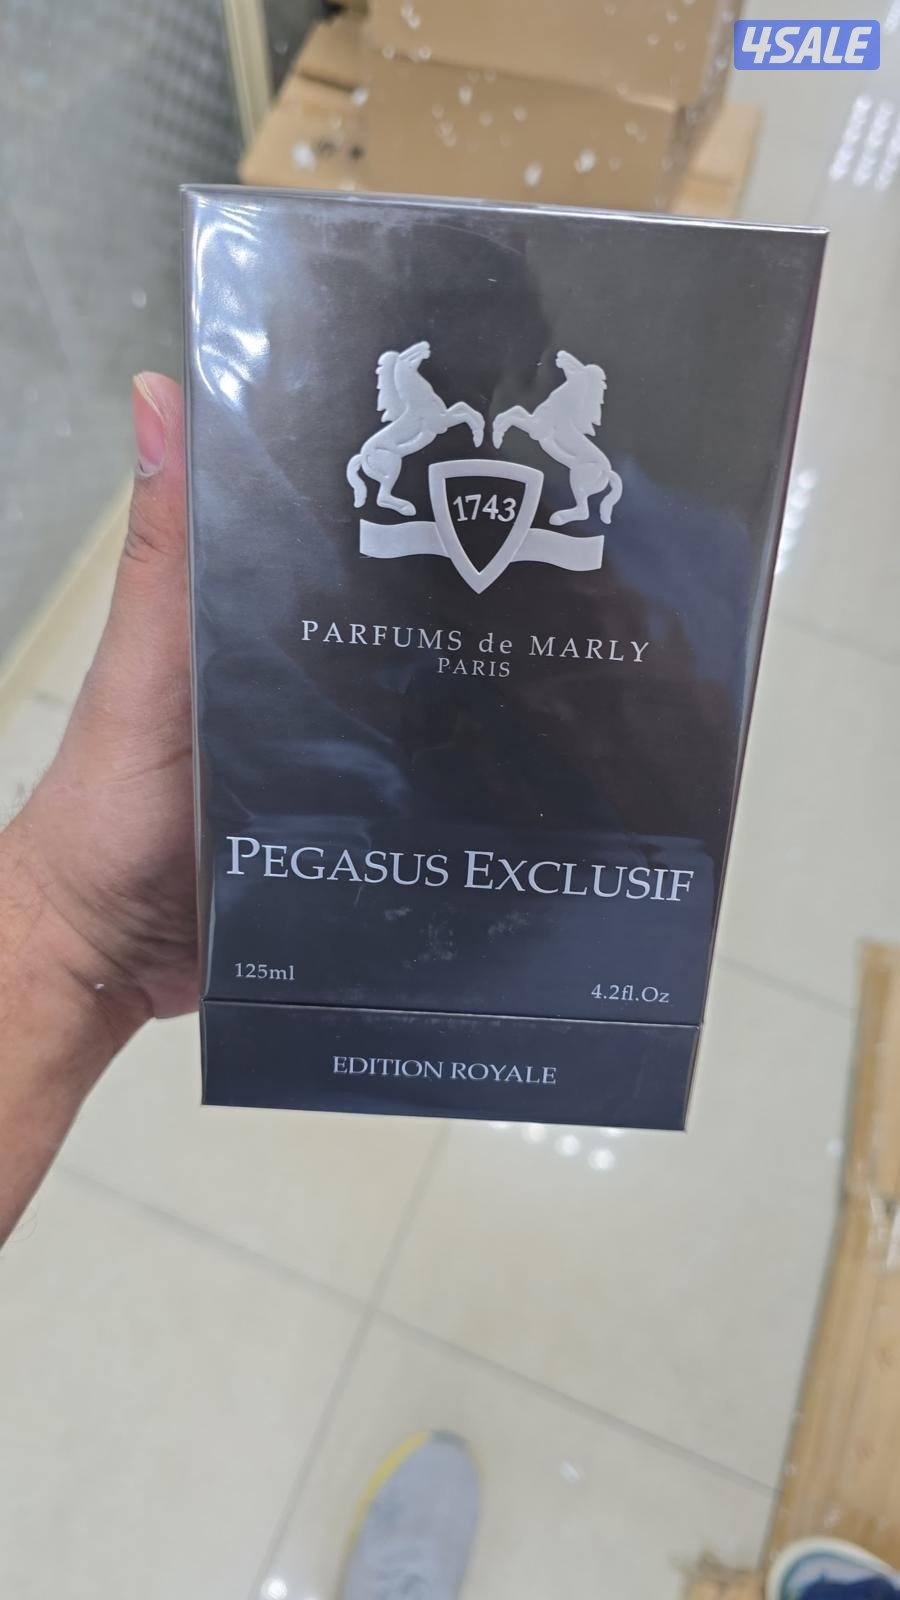 4SALE
1743
PARFUMS de MARLY
PARIS
PEGASUS EXCLUSIF
125ml
4.2fl.Oz
EDITION ROYALE